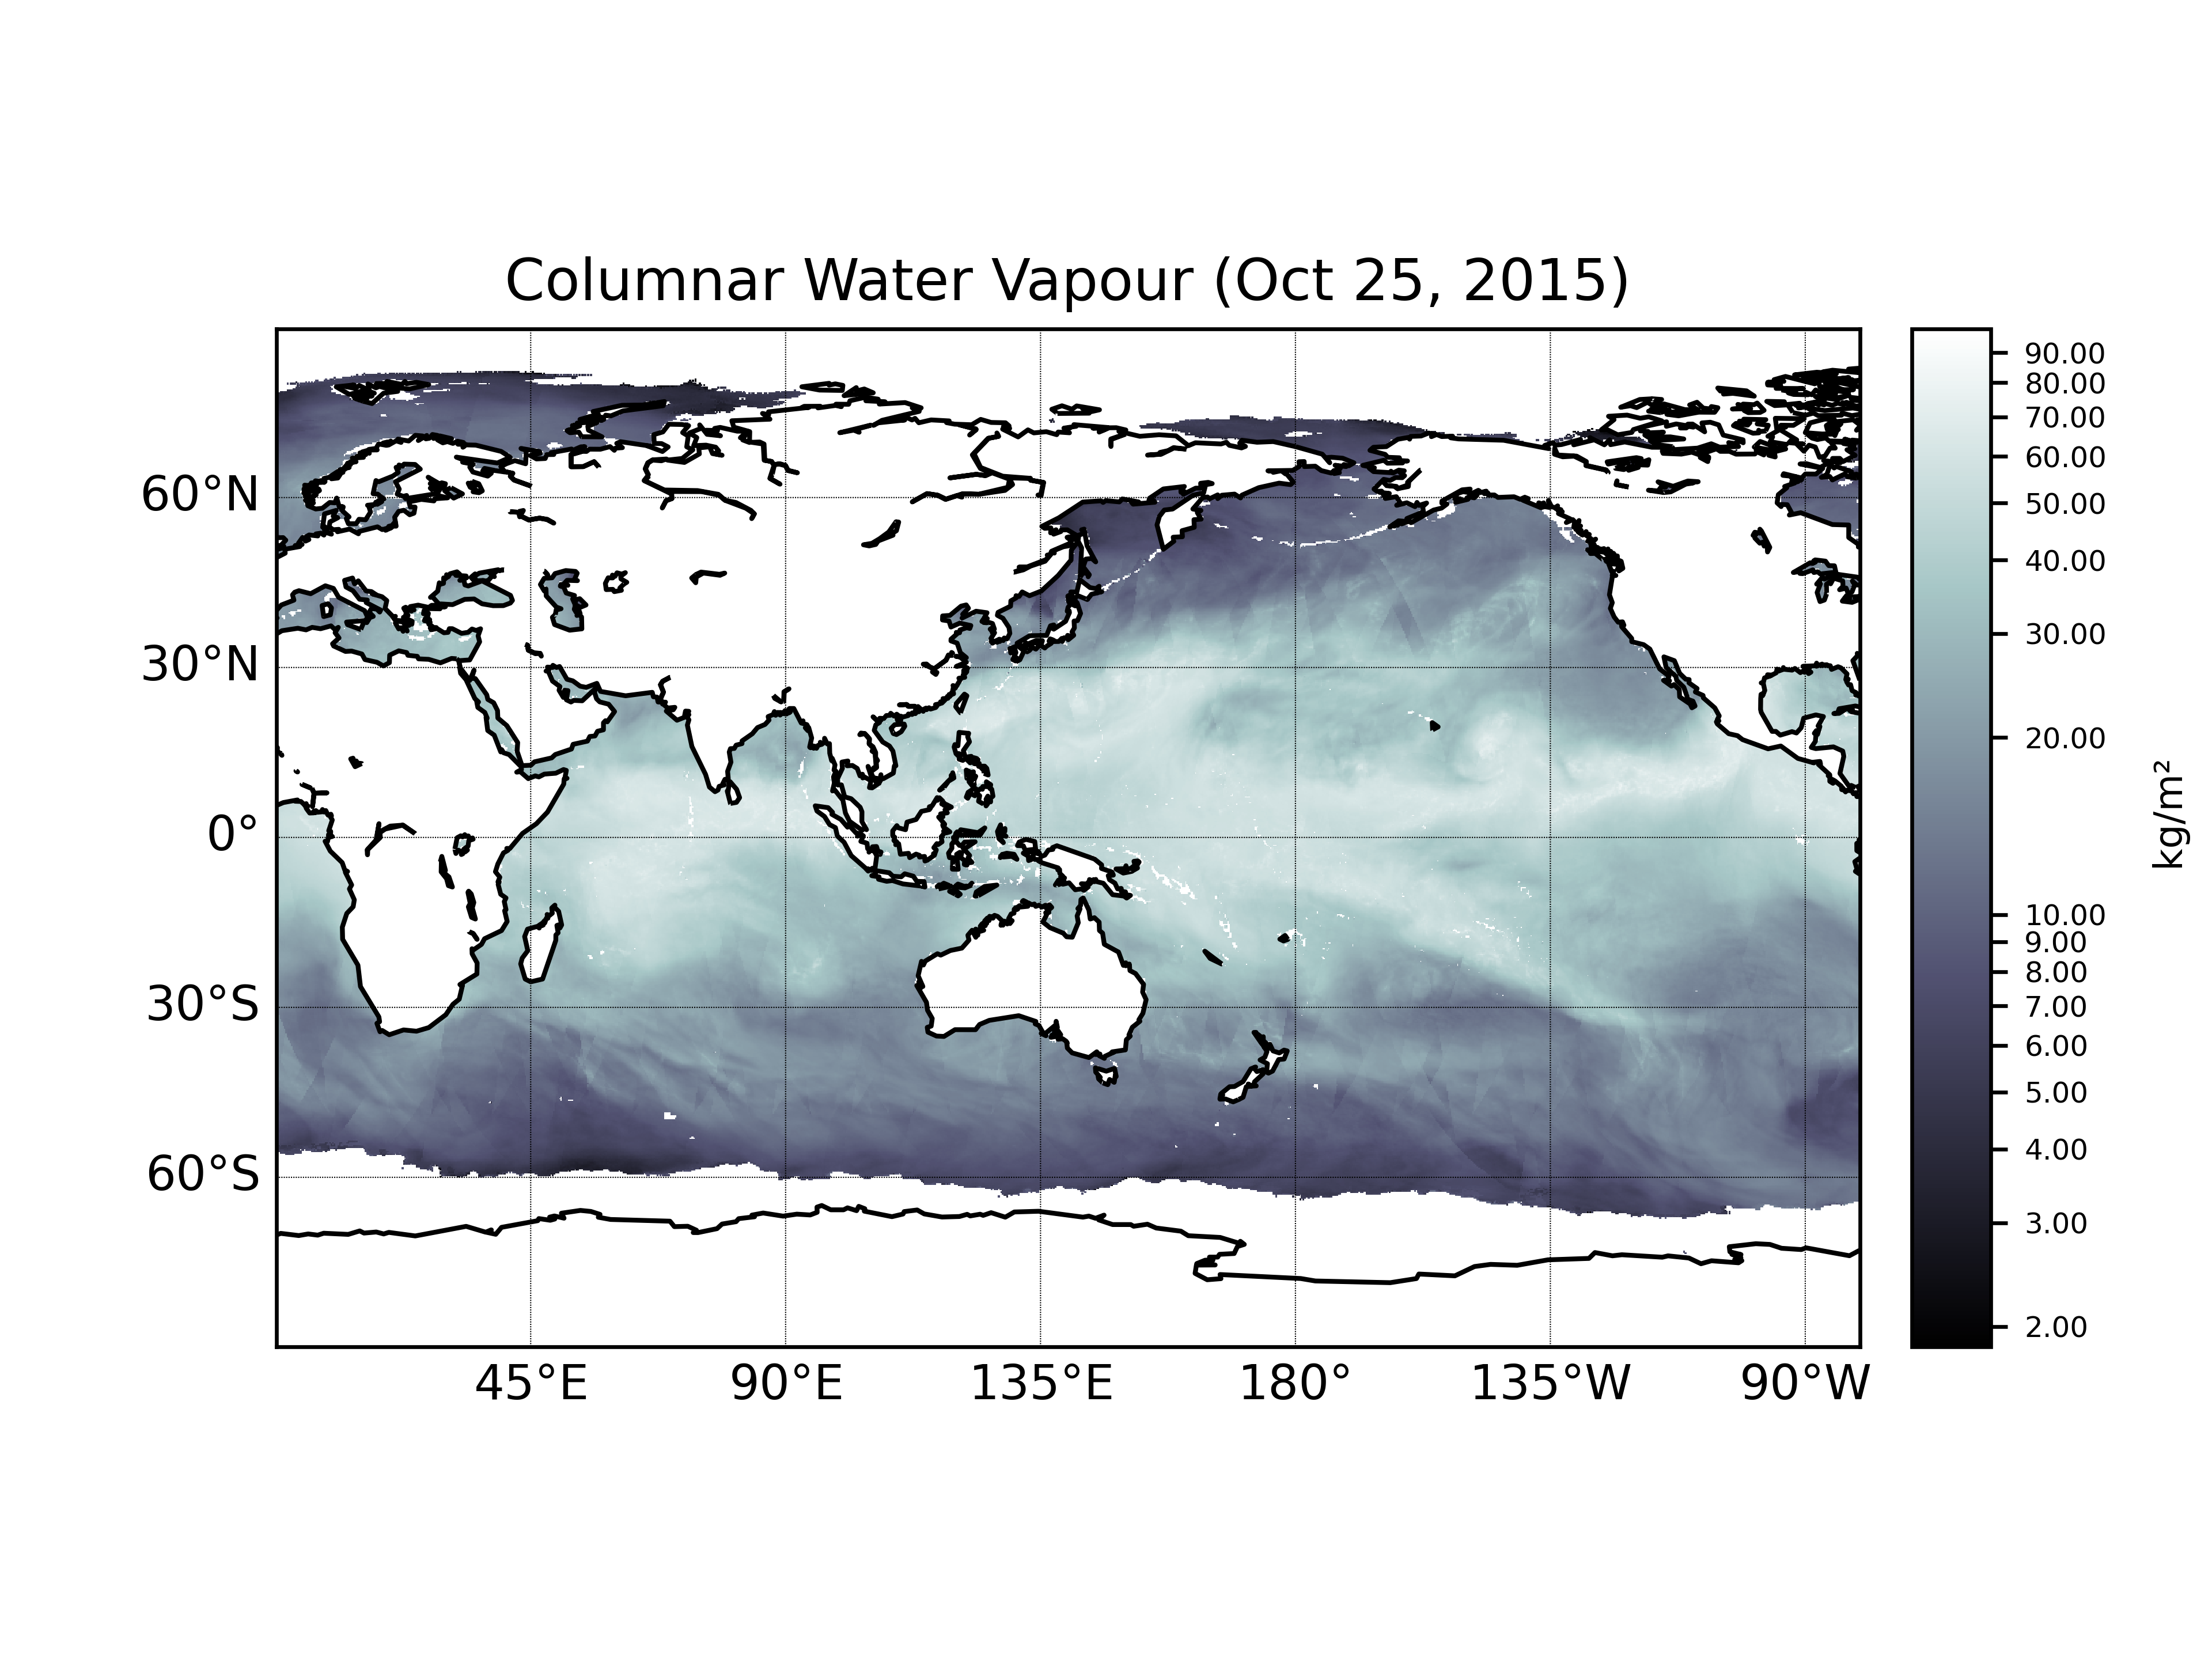 Columnar Water Vapour (Oct 25, 2015)
60°N
30°N
0°
30°S
60°S
45°E
90°E
135°E
180°
135°W
90°W
90.00
80.00
70.00
60.00
50.00
40.00
30.00
20.00
10.00
9.00
8.00
7.00
6.00
5.00
4.00
3.00
2.00
kg/m²